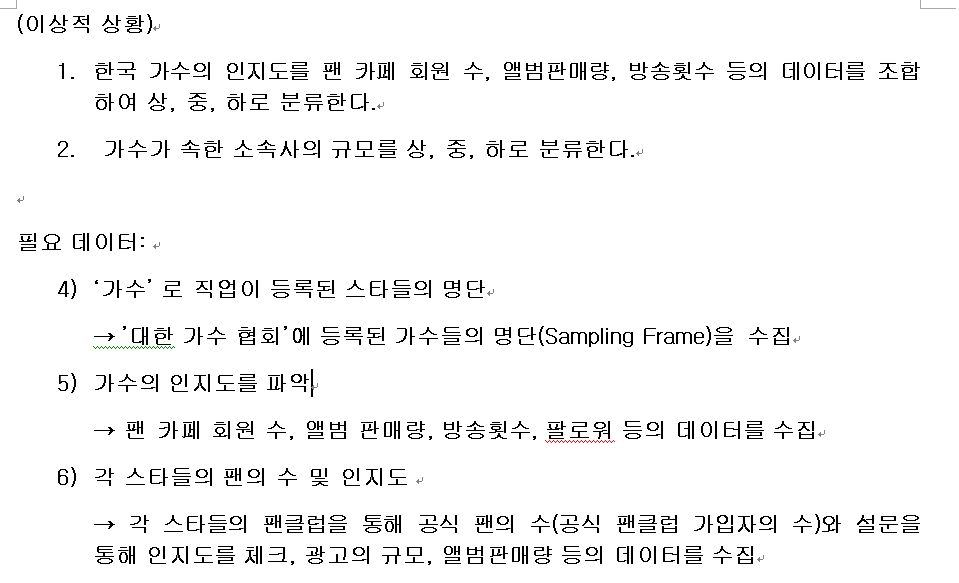 (이상적 상황)
1. 한국 가수의 인지도를 팬 카페 회원 수, 앨범판매량, 방송횟수 등의 데이터를 조합
하여 상, 중, 하로 분류한다.
2. 가수가 속한 소속사의 규모를 상, 중, 하로 분류한다.
필요 데이터:
4) ‘가수’ 로 직업이 등록된 스타들의 명단
→ ’대한 가수 협회’에 등록된 가수들의 명단(Sampling Frame)을 수집
5) 가수의 인지도를 파악
→ 팬 카페 회원 수, 앨범 판매량, 방송횟수, 팔로워 등의 데이터를 수집
6) 각 스타들의 팬의 수 및 인지도
→ 각 스타들의 팬클럽을 통해 공식 팬의 수(공식 팬클럽 가입자의 수)와 설문을
통해 인지도를 체크, 광고의 규모, 앨범판매량 등의 데이터를 수집